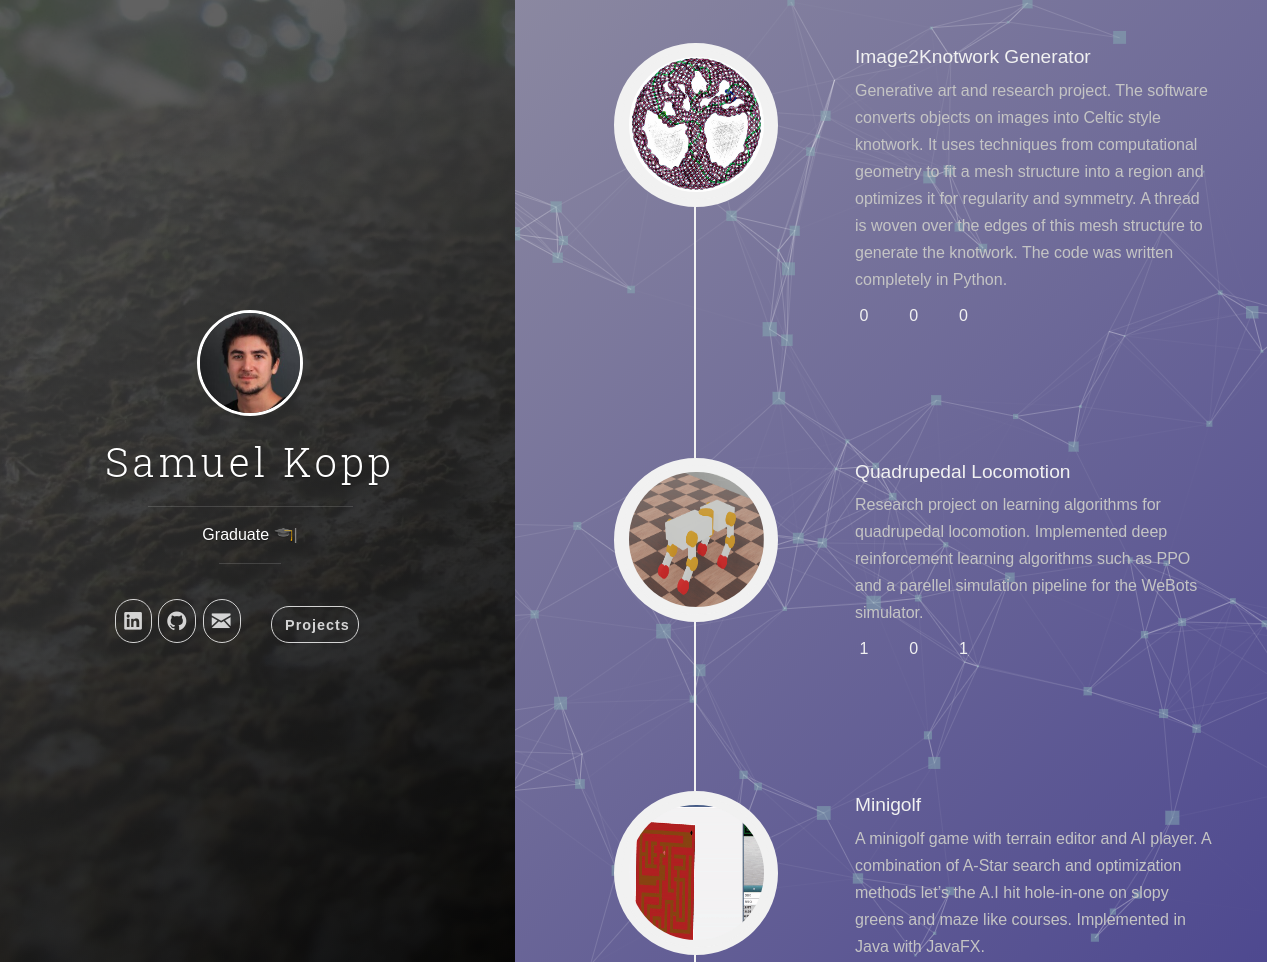 Samuel Kopp
Graduate
Projects
Image2Knotwork Generator
Generative art and research project. The software
converts objects on images into Celtic style
knotwork. It uses techniques from computational
geometry to fit a mesh structure into a region and
optimizes it for regularity and symmetry. A thread
is woven over the edges of this mesh structure to
generate the knotwork. The code was written
completely in Python.
0 0 0
Quadrupedal Locomotion
Research project on learning algorithms for
quadrupedal locomotion. Implemented deep
reinforcement learning algorithms such as PPO
and a parellel simulation pipeline for the WeBots
simulator.
1 0 1
Minigolf
A minigolf game with terrain editor and AI player. A
combination of A-Star search and optimization
methods let's the A.I hit hole-in-one on slopy
greens and maze like courses. Implemented in
Java with JavaFX.